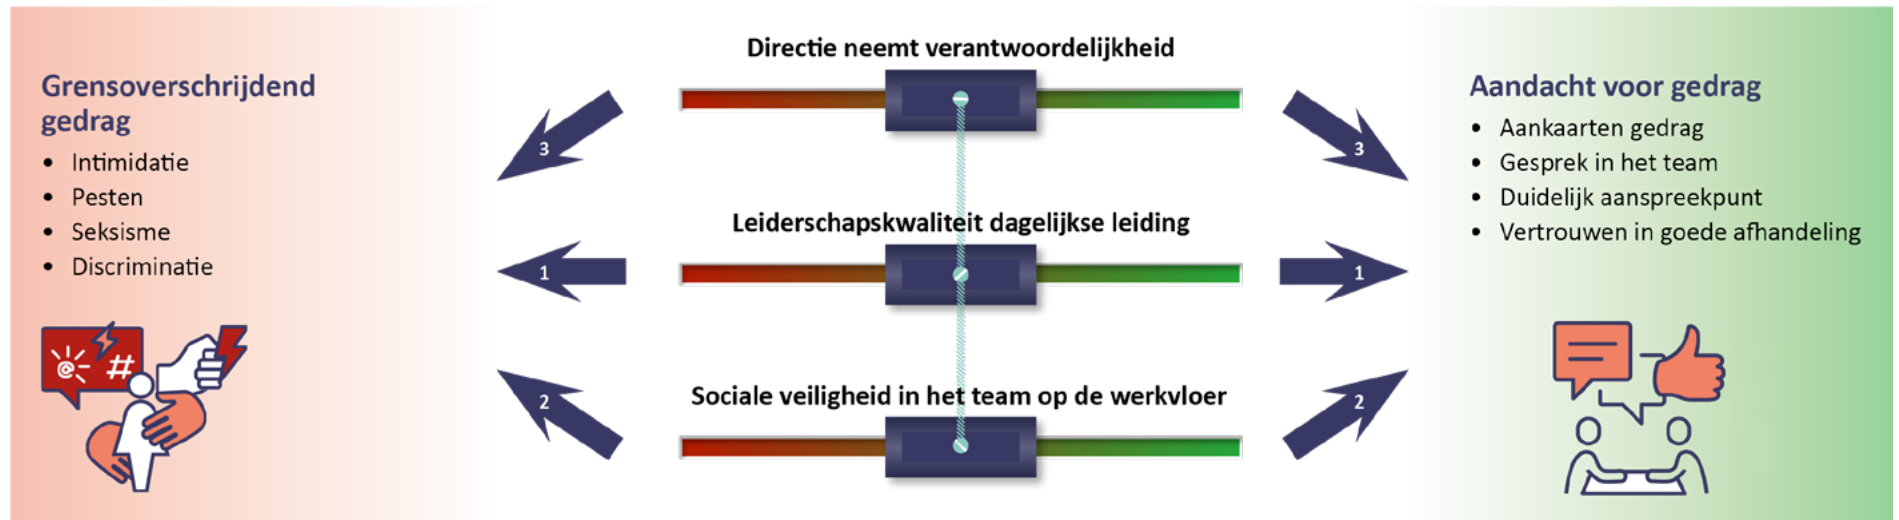 Grensoverschrijdend
gedrag
• Intimidatie
• Pesten
• Seksisme
• Discriminatie
@ #
Directie neemt verantwoordelijkheid
3 3
Leiderschapskwaliteit dagelijkse leiding
1 1
Sociale veiligheid in het team op de werkvloer
2 2
Aandacht voor gedrag
• Aankaarten gedrag
• Gesprek in het team
• Duidelijk aanspreekpunt
• Vertrouwen in goede afhandeling